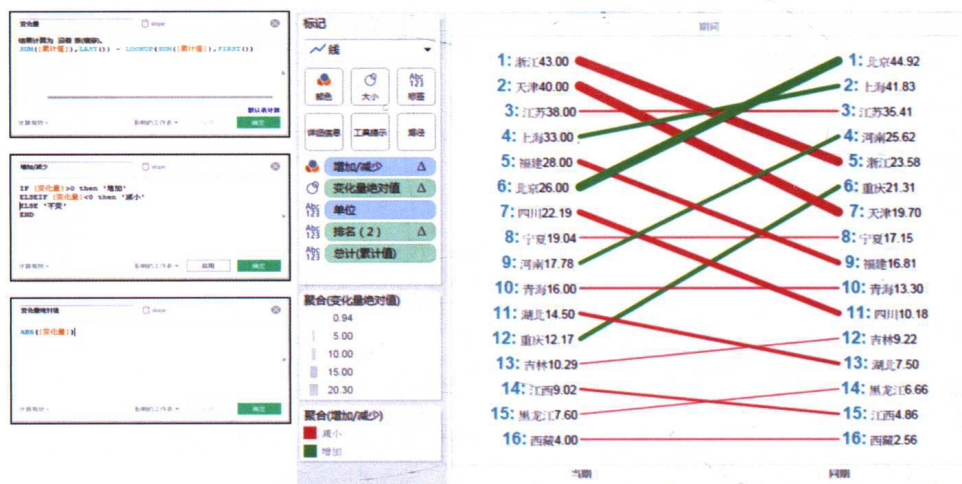 变化量
slope
结果计算为 沿着 表(横穿)。
SUM([累计值]),LAST()) - LOOKUP(SUM([累计值]),FIRST())
默认表计算
确定
增加/减少
slope
IF [变化量]>0 then '增加'
ELSEIF [变化量]<0 then '减小'
ELSE '不变'
END
应用
确定
变化量绝对值
slope
ABS([变化量])
确定
标记
线
颜色
大小
标签
详细信息
工具提示
路径
增加/减少 Δ
变化量绝对值 Δ
单位
排名(2) Δ
总计(累计值)
聚合(变化量绝对值)
0.94
5.00
10.00
15.00
20.30
聚合(增加/减少)
减小
增加
期间
1: 浙江43.00
2: 天津40.00
3: 江苏38.00
4: 上海33.00
5: 福建28.00
6: 北京26.00
7: 四川22.19
8: 宁夏19.04
9: 河南17.78
10: 青海16.00
11: 湖北14.50
12: 重庆12.17
13: 吉林10.29
14: 江西9.02
15: 黑龙江7.60
16: 西藏4.00
当期
1: 北京44.92
2: 上海41.83
3: 江苏35.41
4: 河南25.62
5: 浙江23.58
6: 重庆21.31
7: 天津19.70
8: 宁夏17.15
9: 福建16.81
10: 青海13.30
11: 四川10.18
12: 吉林9.22
13: 湖北7.50
14: 黑龙江6.66
15: 江西4.86
16: 西藏2.56
同期